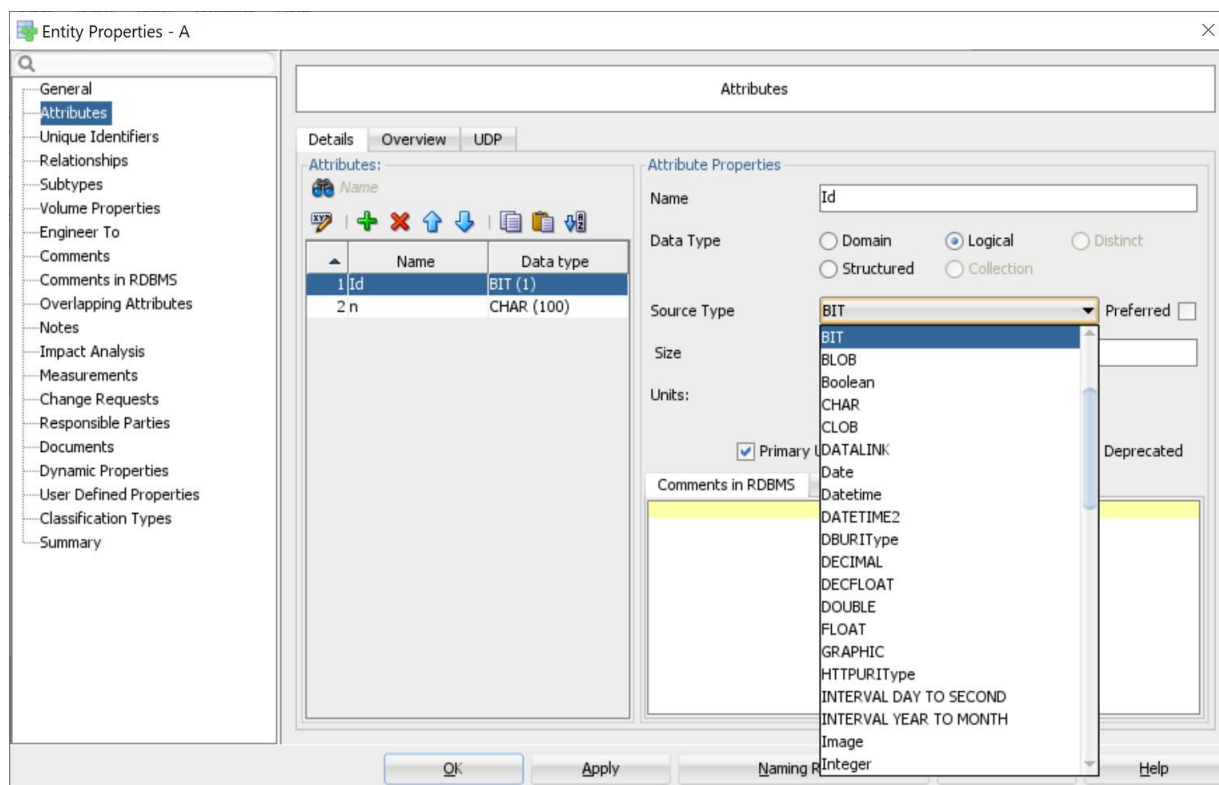 Entity Properties - A
General
Attributes
Unique Identifiers
Relationships
Subtypes
Volume Properties
Engineer To
Comments
Comments in RDBMS
Overlapping Attributes
Notes
Impact Analysis
Measurements
Change Requests
Responsible Parties
Documents
Dynamic Properties
User Defined Properties
Classification Types
Summary
Attributes
Details Overview UDP
Attributes:
Name
Name Data type
1 Id BIT (1)
2 n CHAR (100)
Attribute Properties
Name Id
Data Type Domain Logical Distinct
Structured Collection
Source Type BIT Preferred
Size
Units:
Primary Deprecated
Comments in RDBMS
BIT
BLOB
Boolean
CHAR
CLOB
DATALINK
Date
Datetime
DATETIME2
DBURIType
DECIMAL
DECFLOAT
DOUBLE
FLOAT
GRAPHIC
HTTPURIType
INTERVAL DAY TO SECOND
INTERVAL YEAR TO MONTH
Image
Integer
OK Apply Naming Help